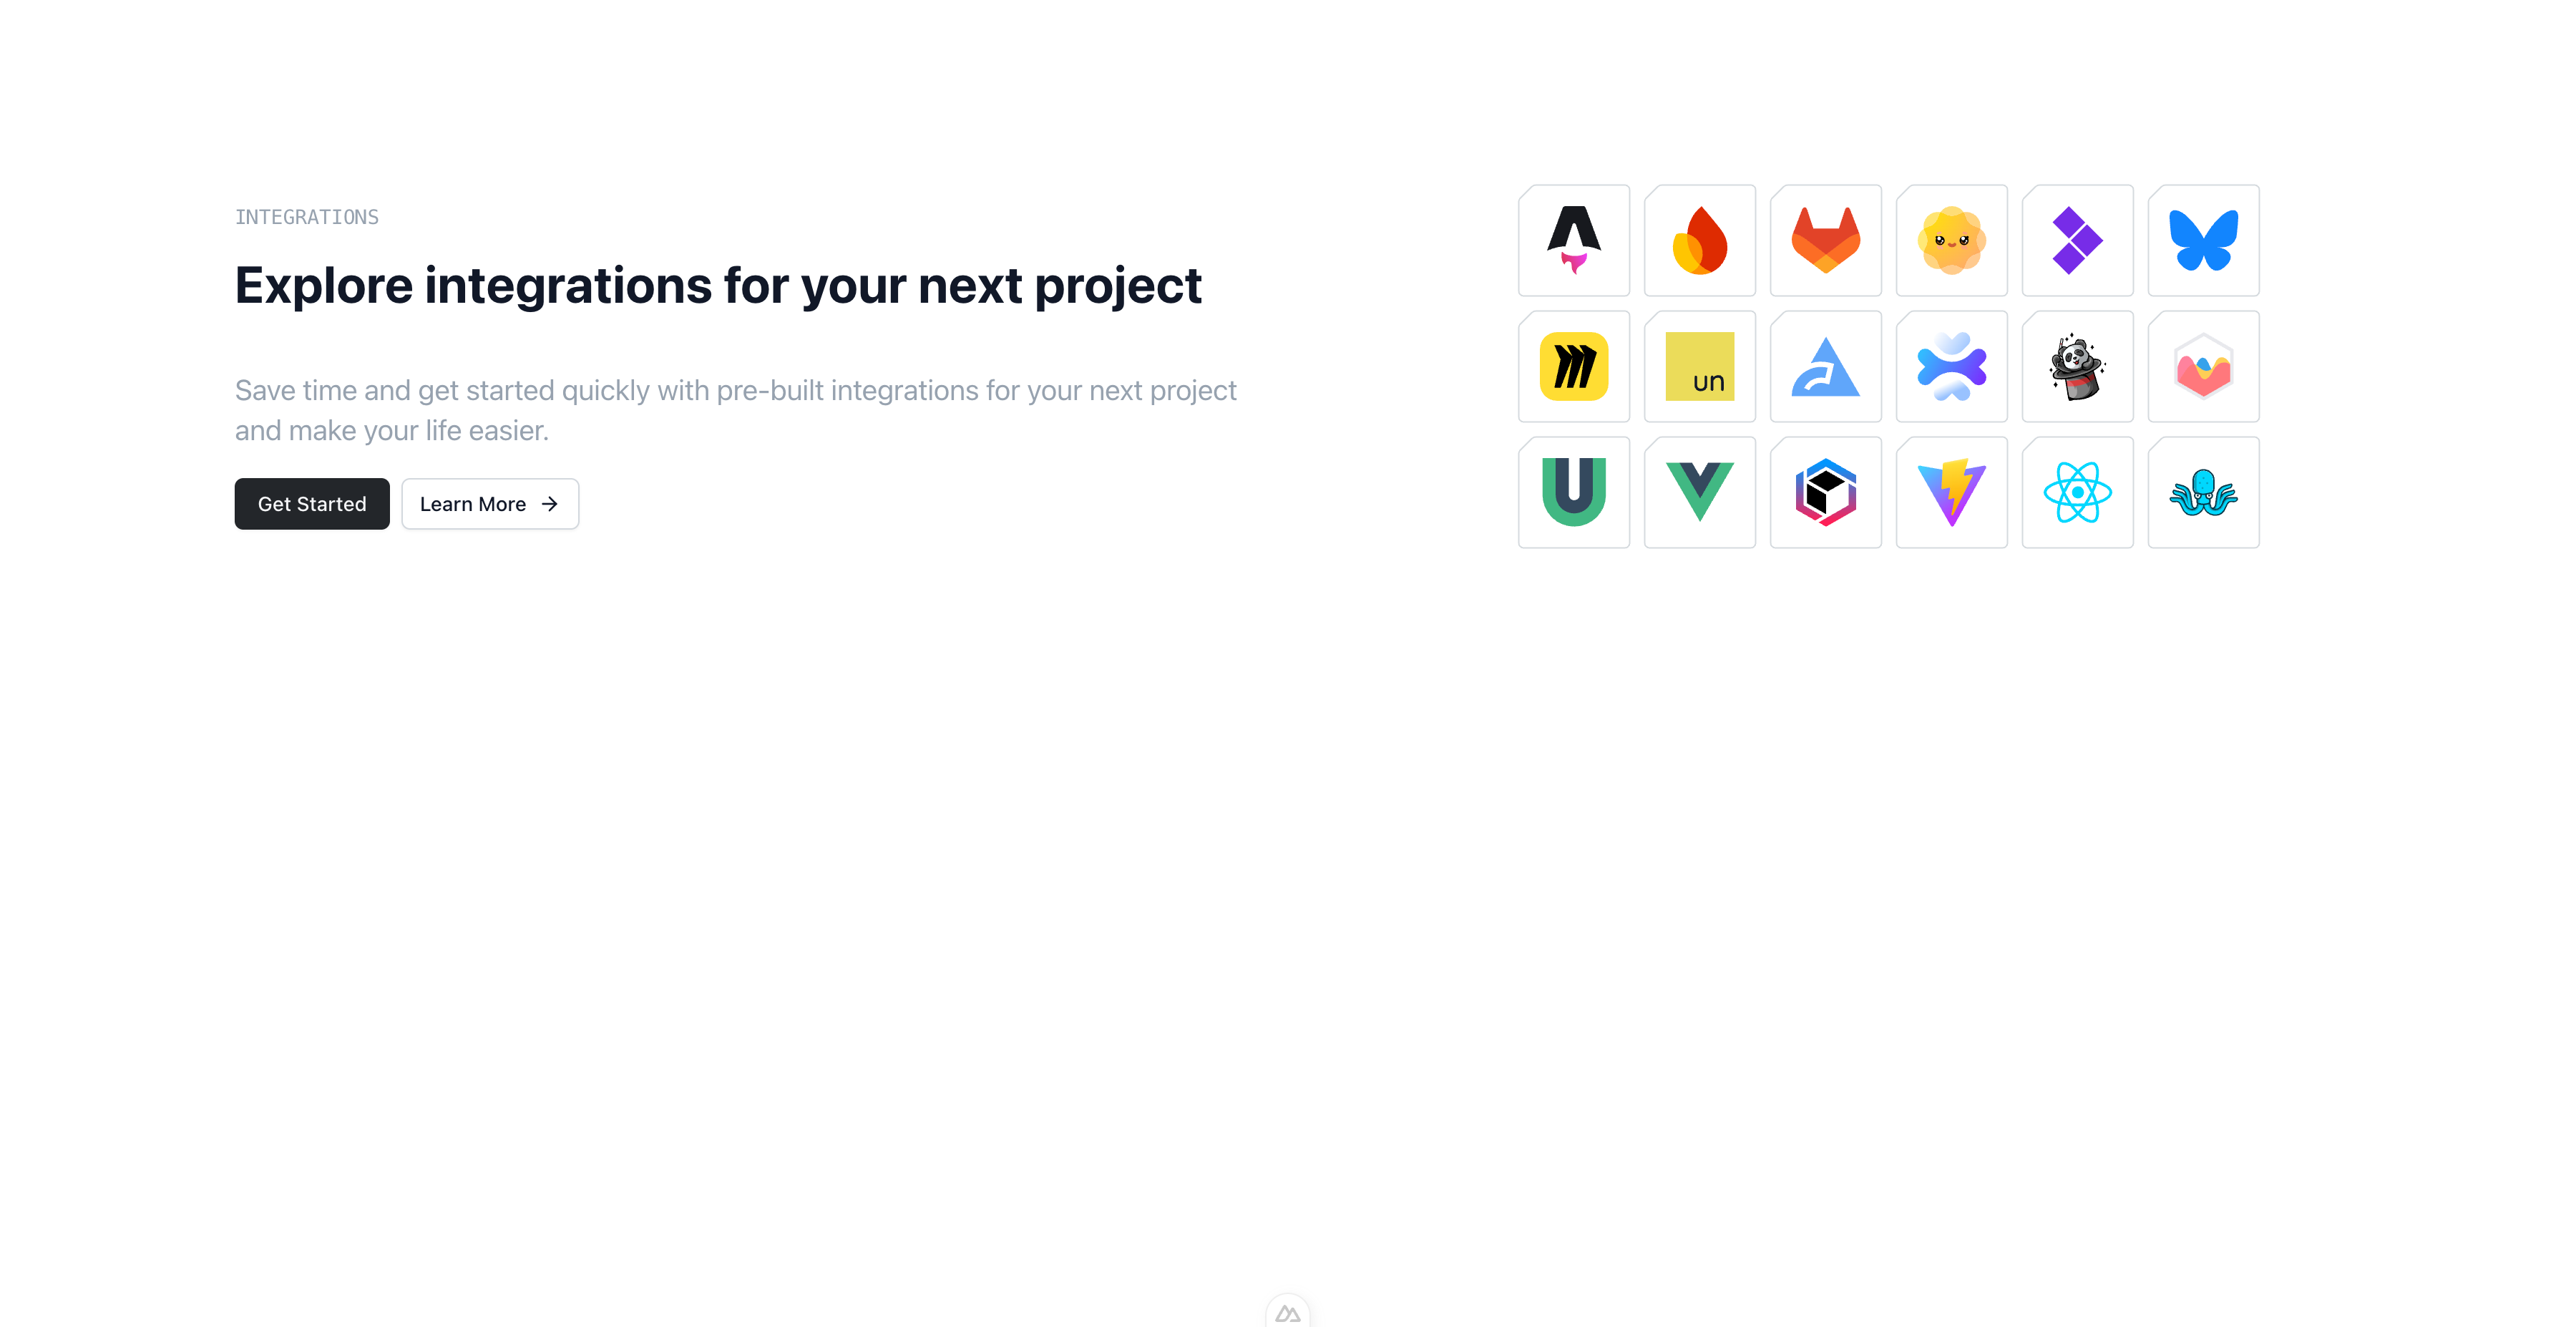 INTEGRATIONS
Explore integrations for your next project
Save time and get started quickly with pre-built integrations for your next project
and make your life easier.
Get Started
Learn More →
un